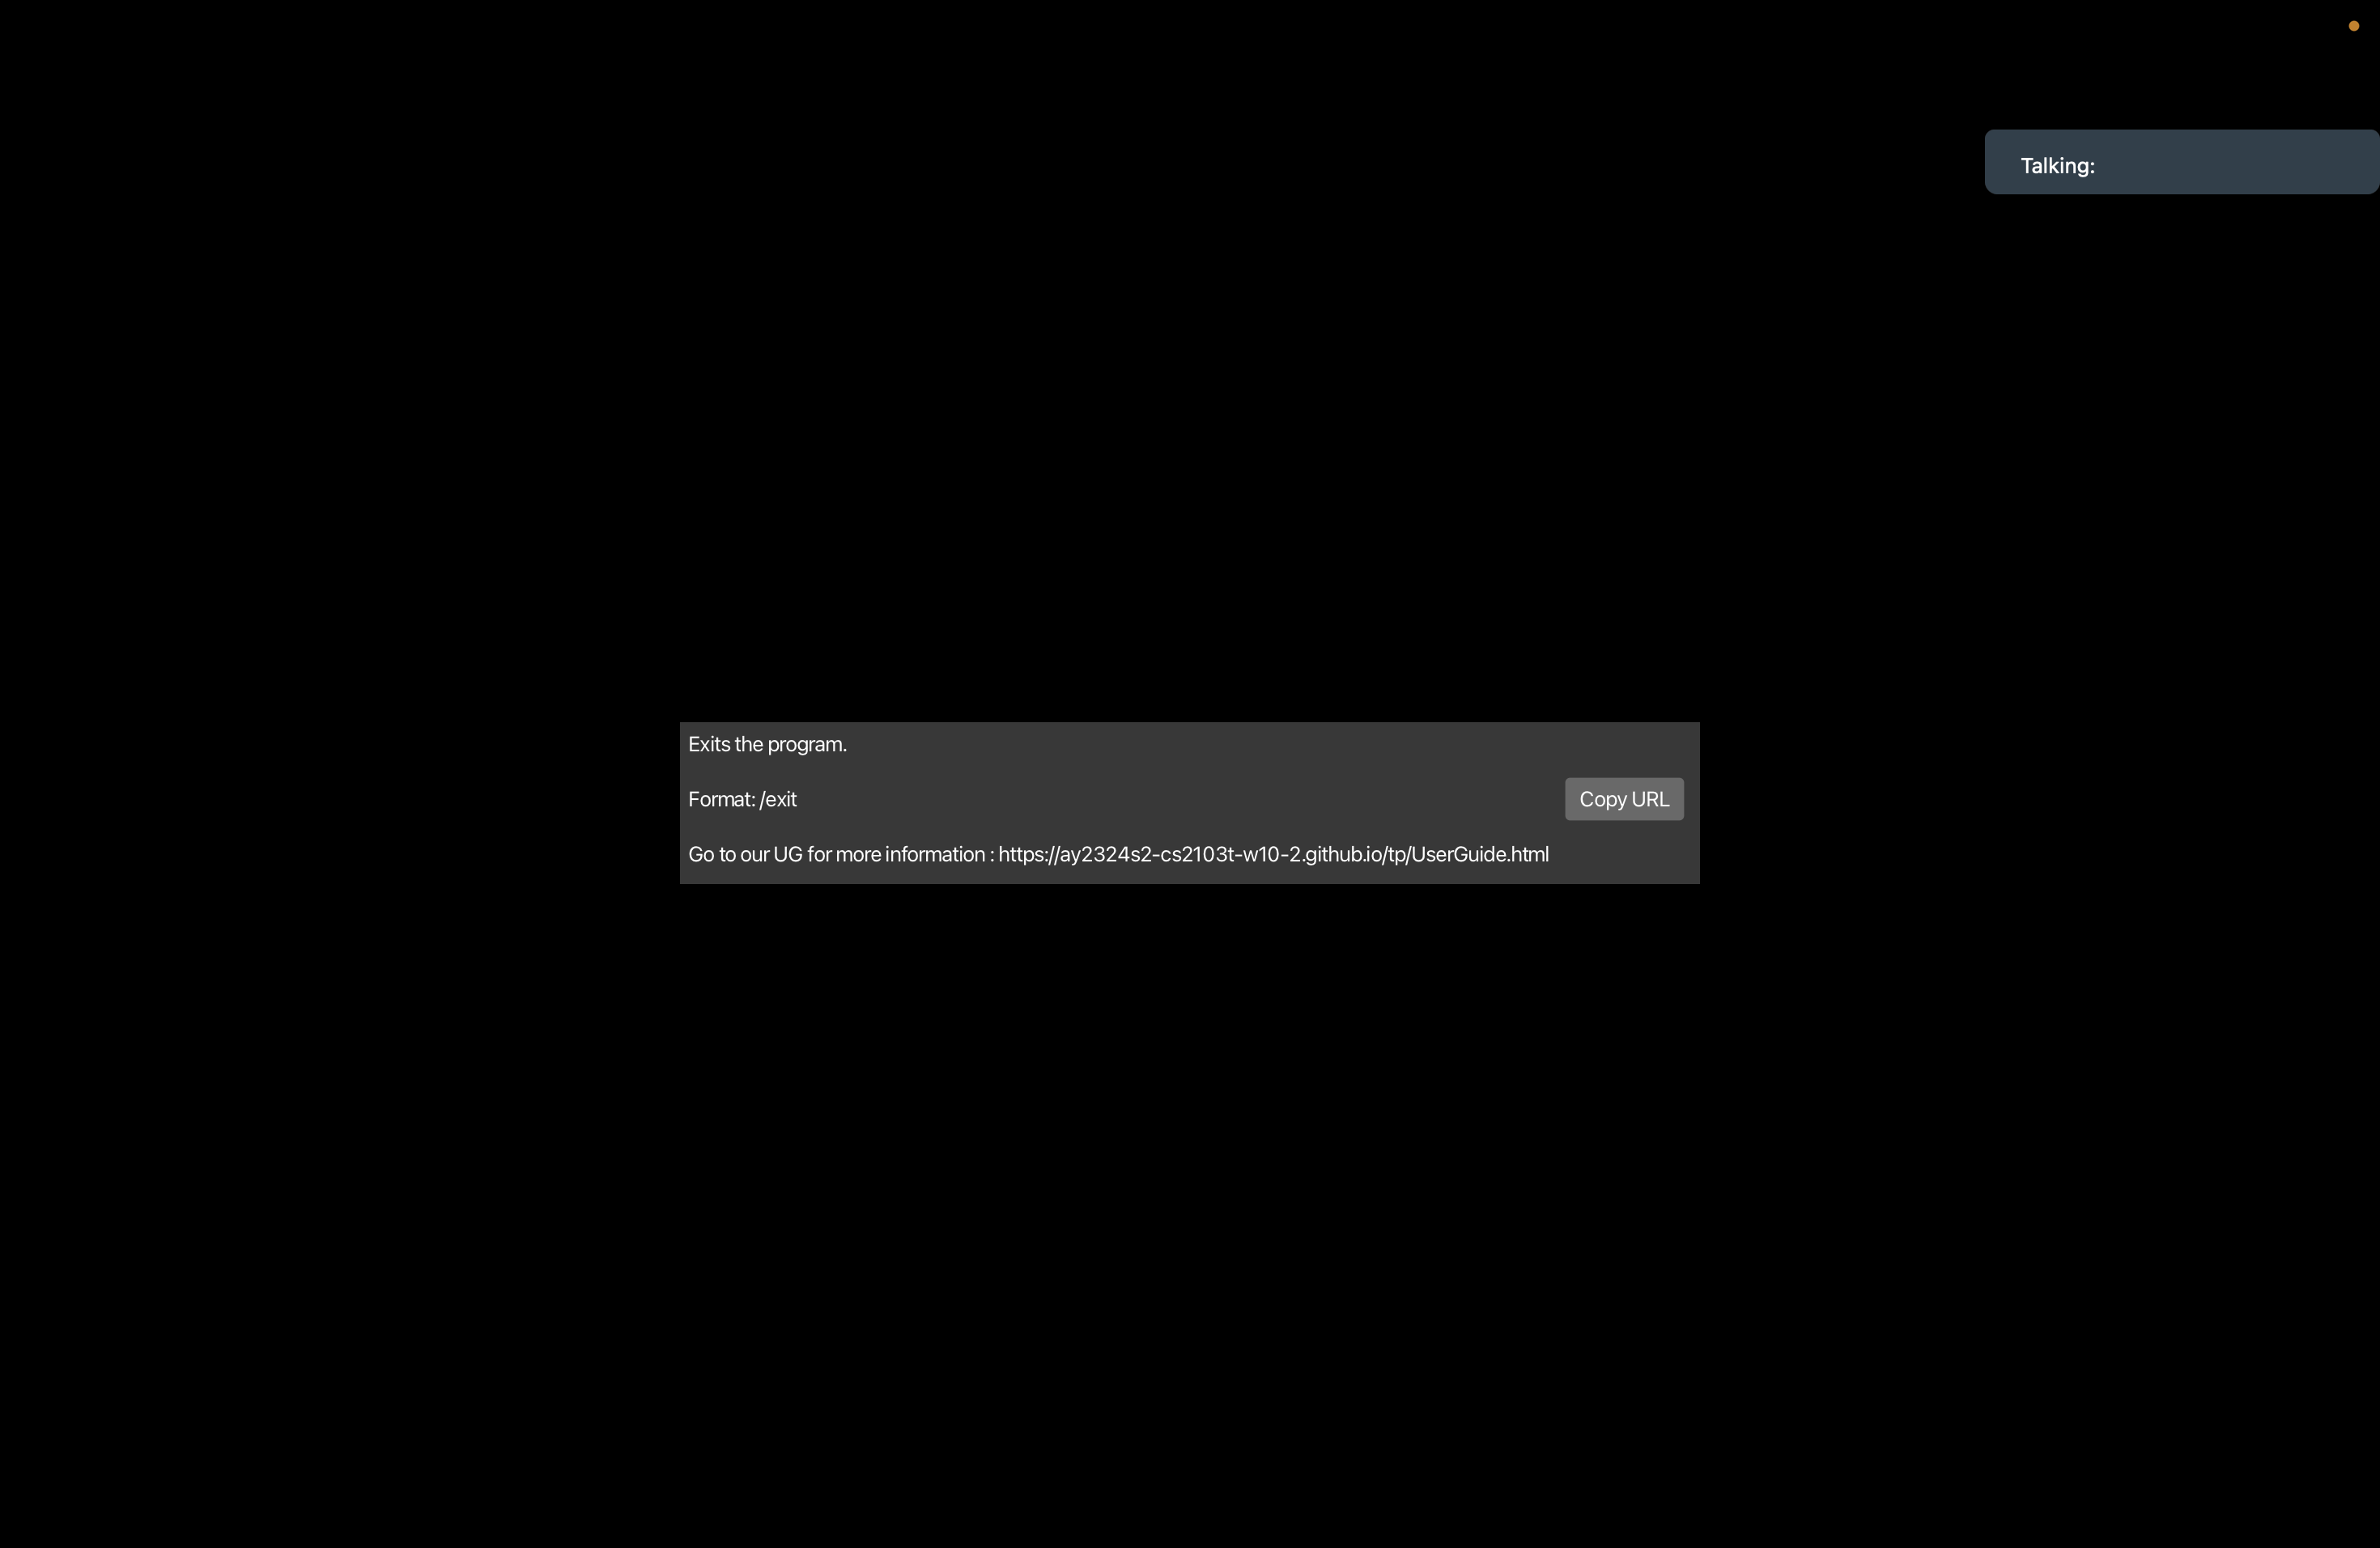 Talking:
Exits the program.
Format: /exit
Copy URL
Go to our UG for more information : https://ay2324s2-cs2103t-w10-2.github.io/tp/UserGuide.html